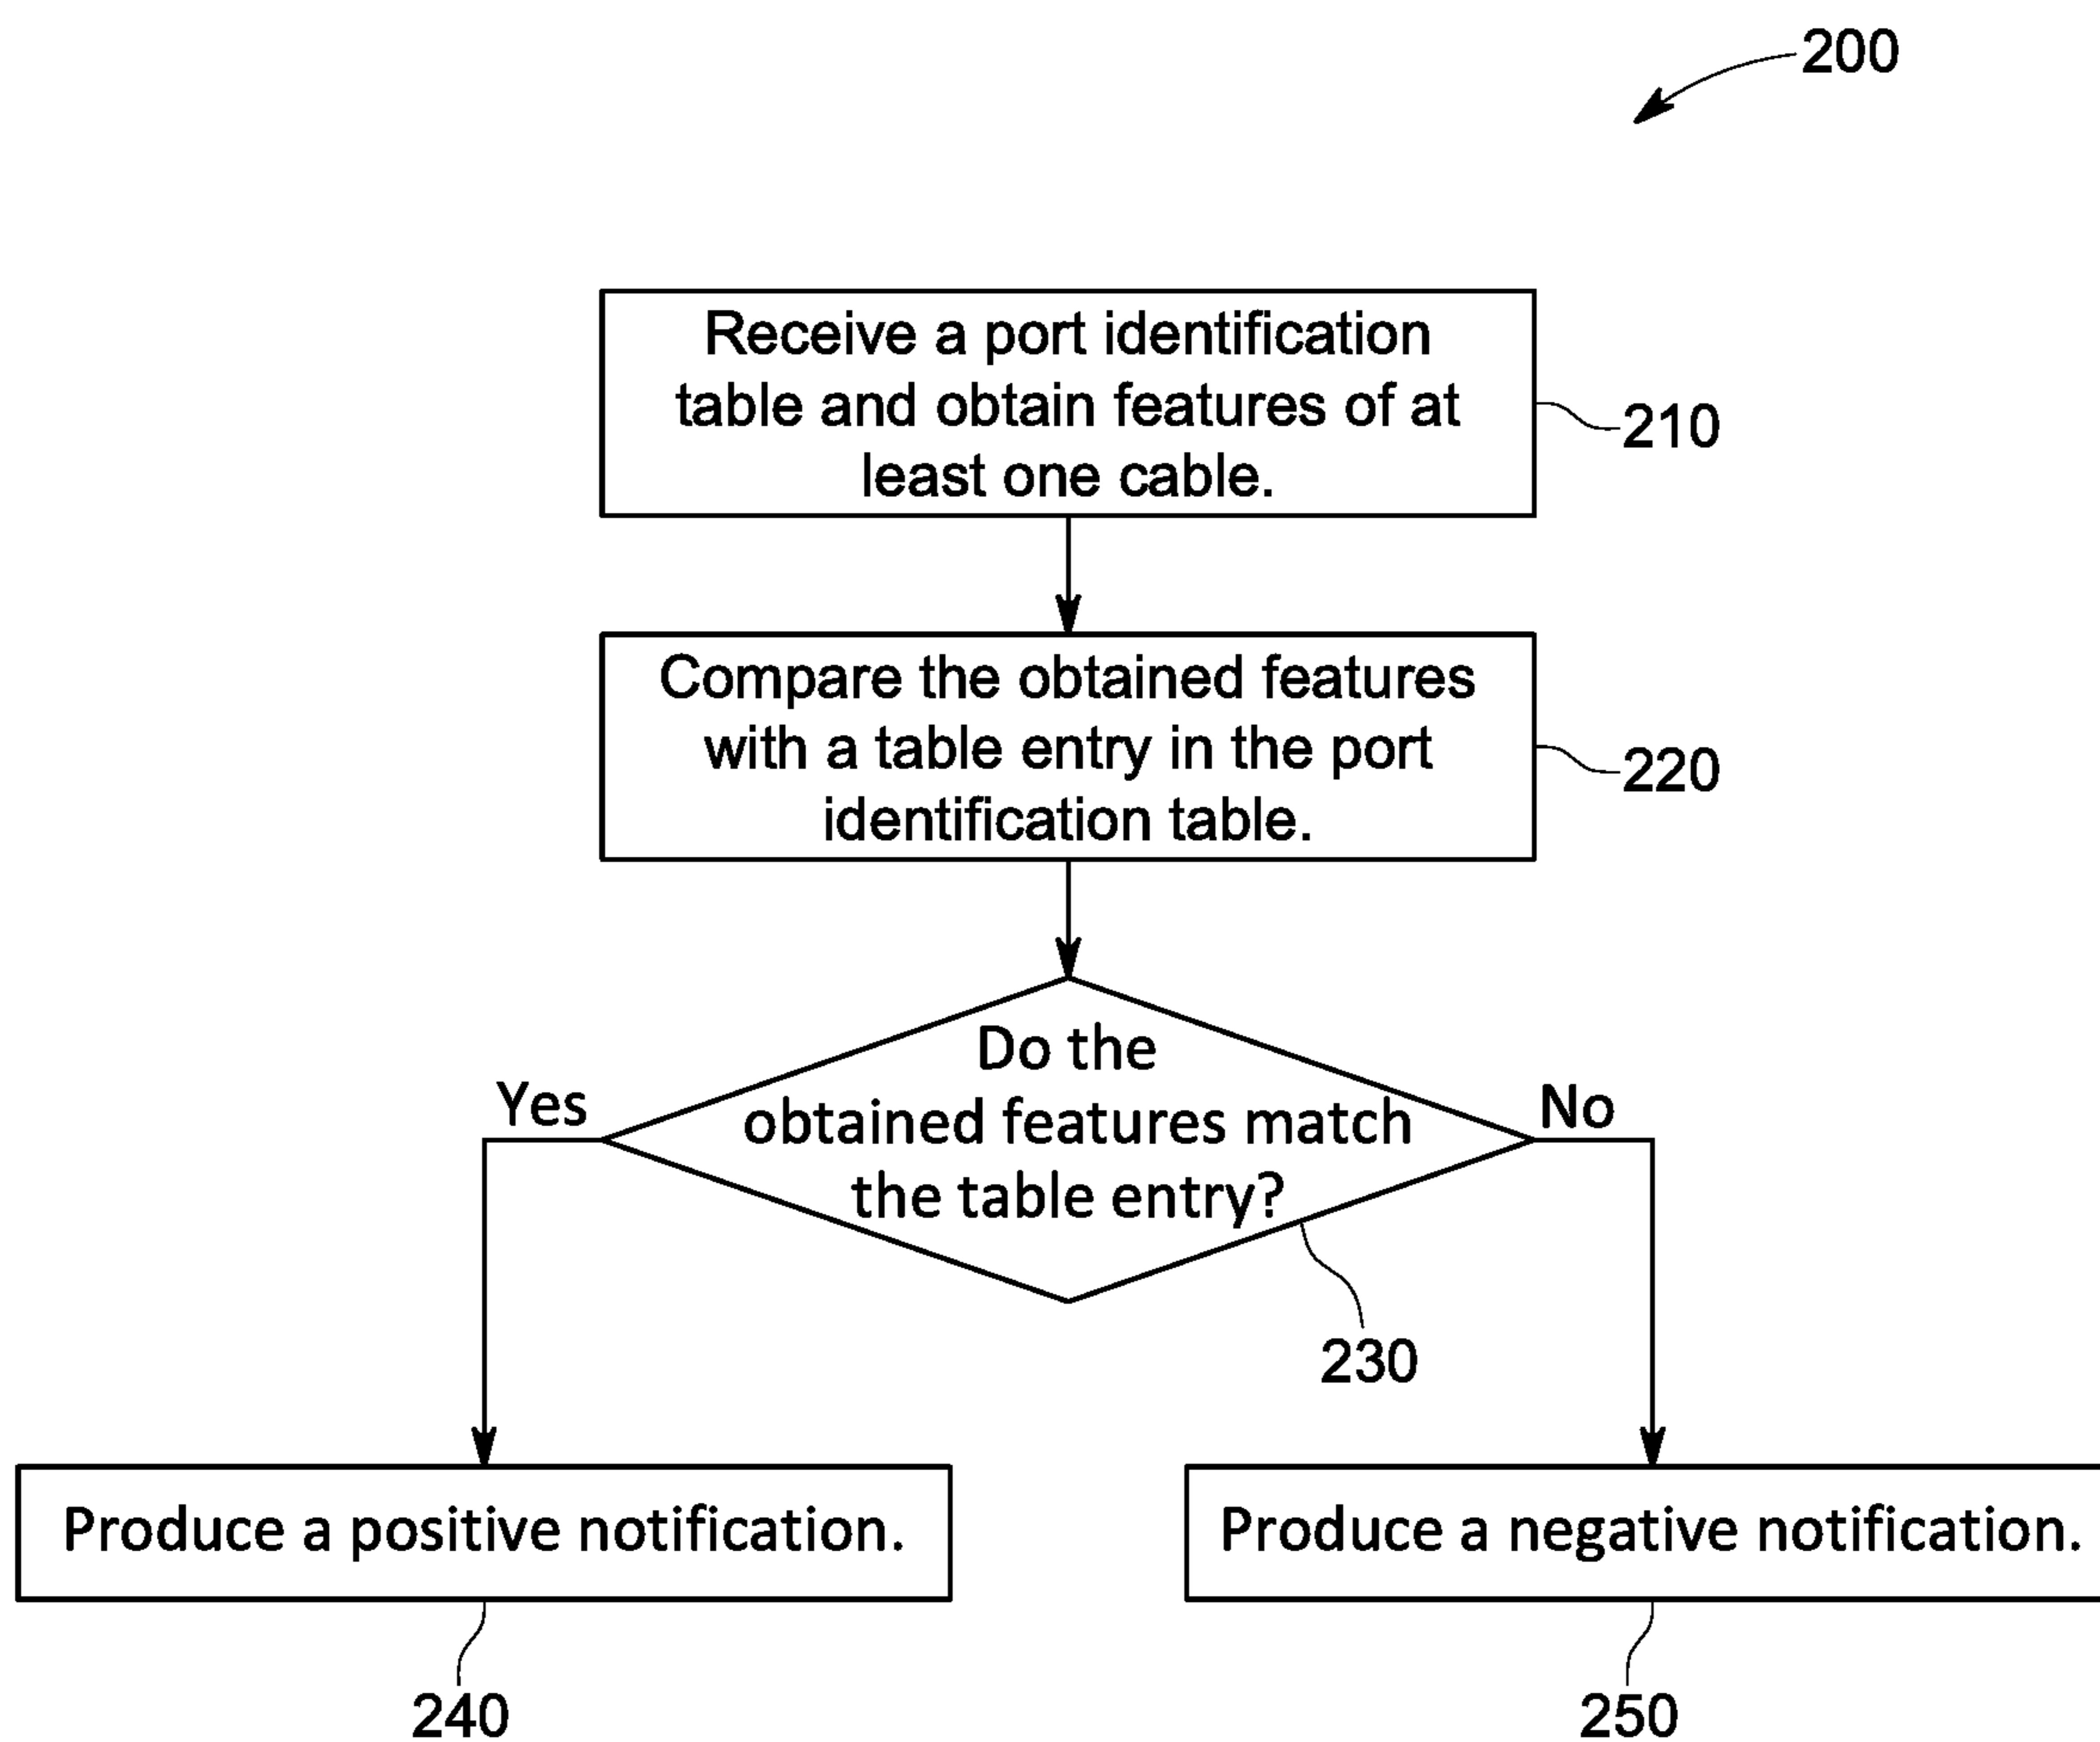 200
Receive a port identification
table and obtain features of at
least one cable.
210
Compare the obtained features
with a table entry in the port
identification table.
220
Do the
obtained features match
the table entry?
Yes
No
230
Produce a positive notification.
Produce a negative notification.
240
250